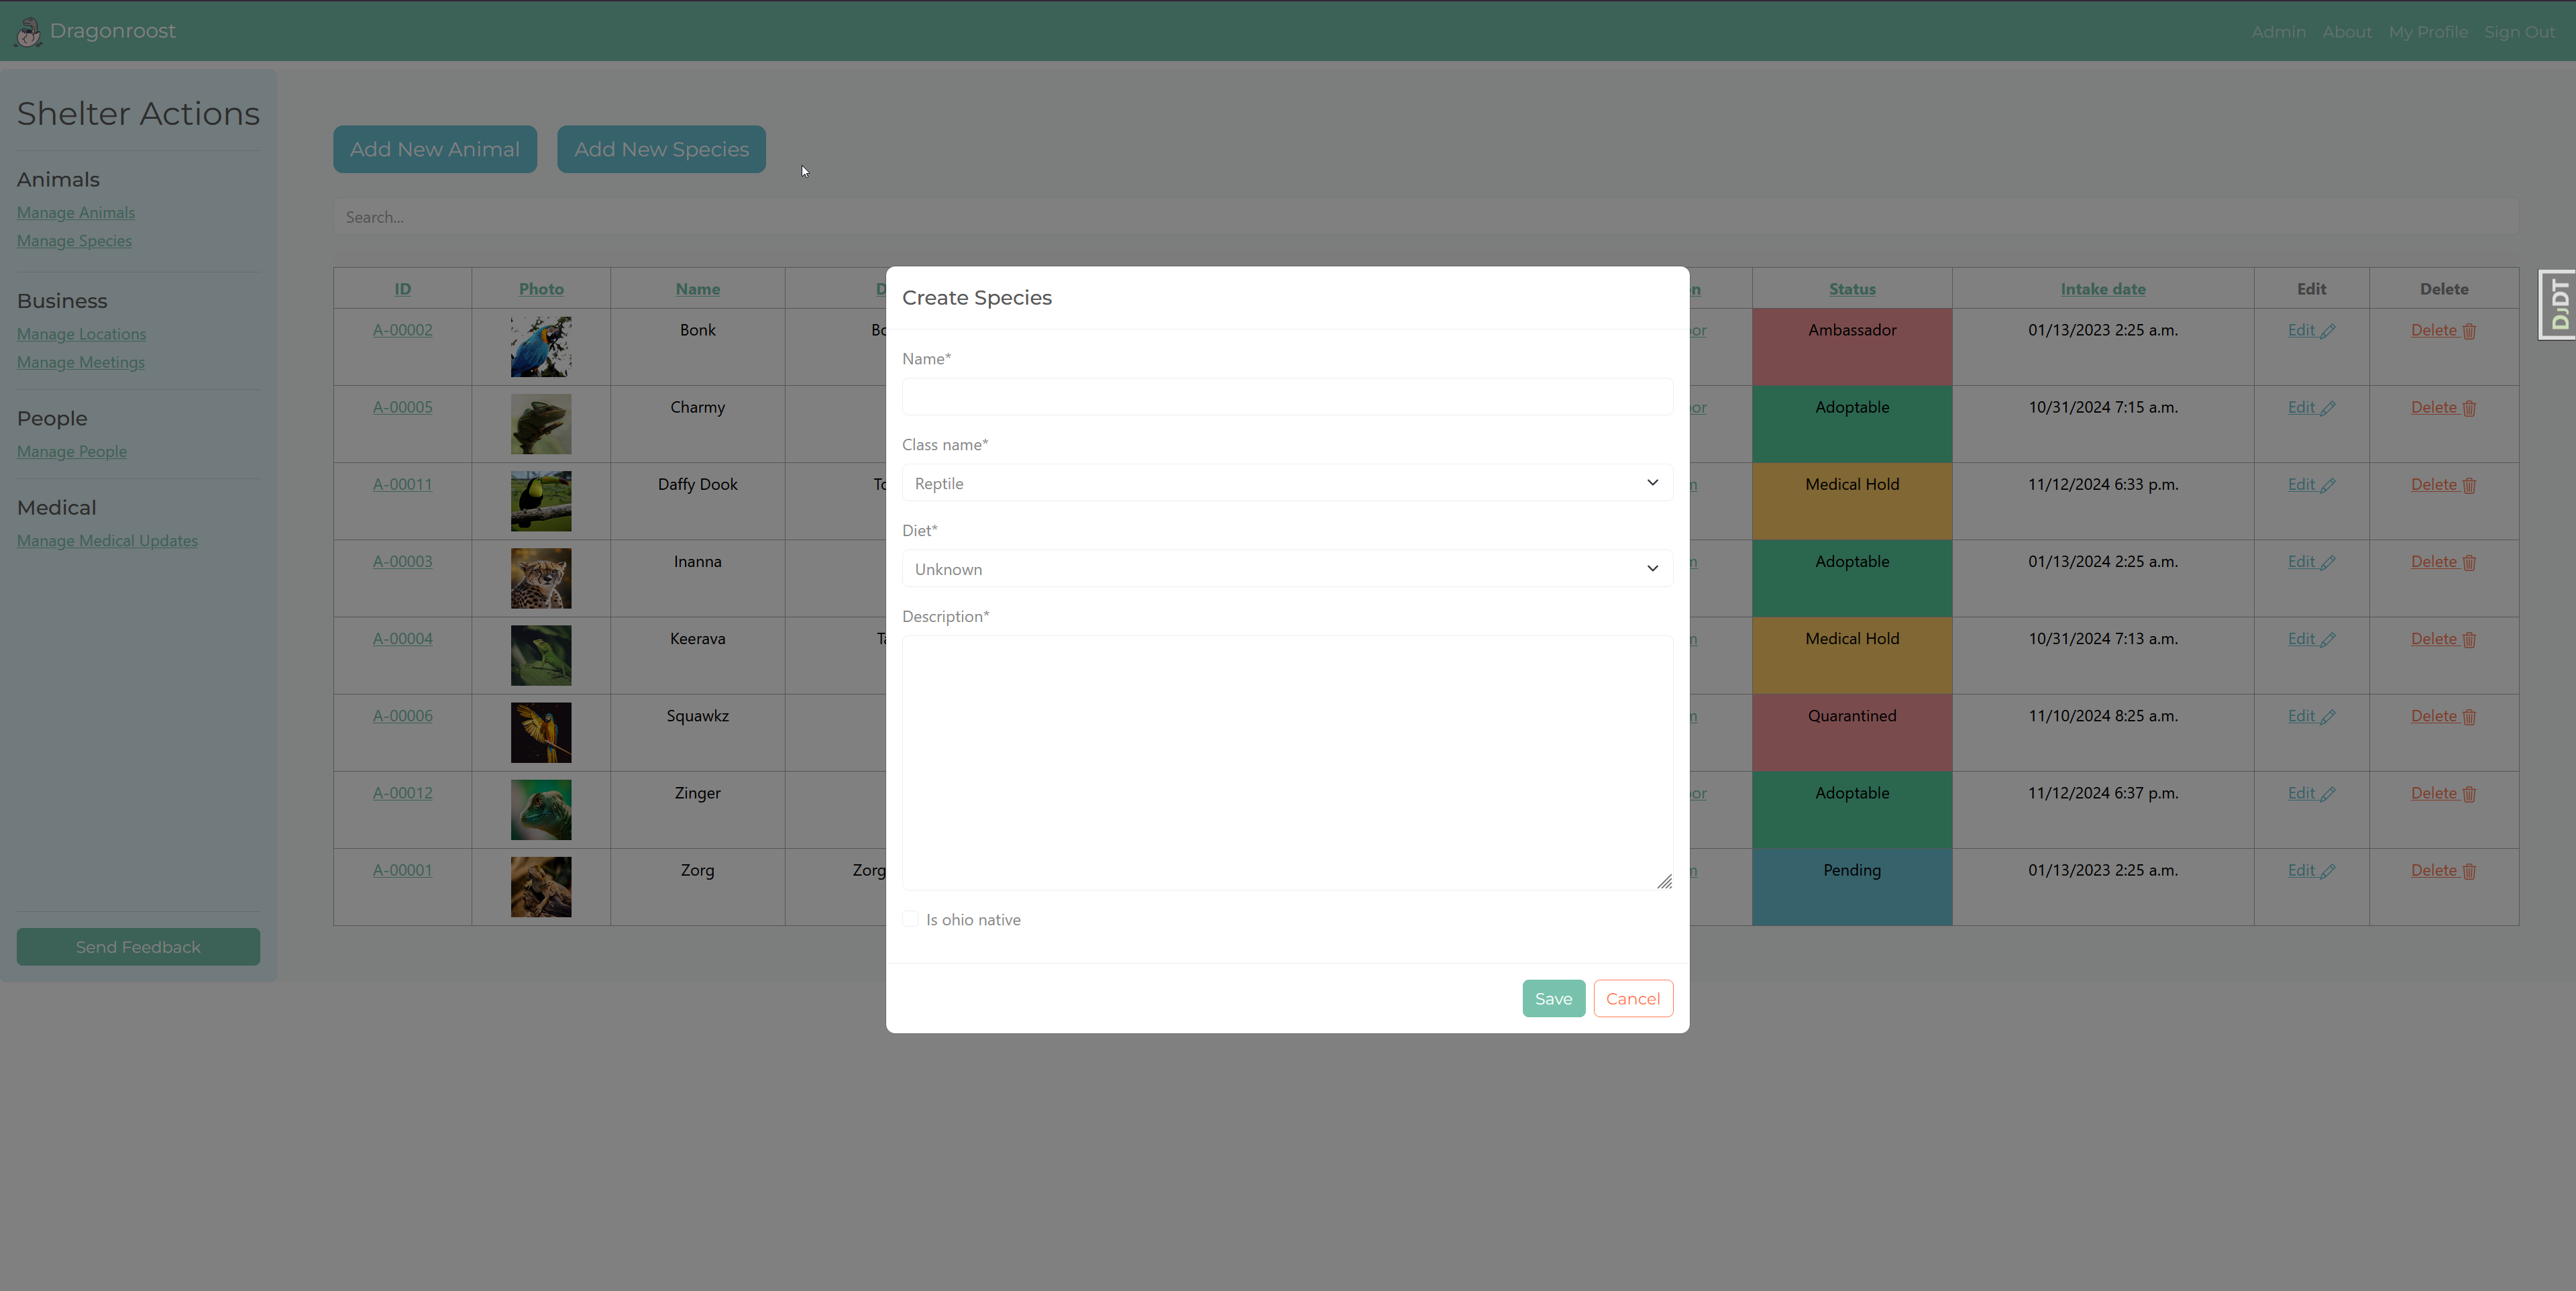 Dragonroost
Admin About My Profile Sign Out
Shelter Actions
Animals
Manage Animals
Manage Species
Business
Manage Locations
Manage Meetings
People
Manage People
Medical
Manage Medical Updates
Send Feedback
Add New Animal Add New Species
Search...
ID Photo Name Status Intake date Edit Delete
A-00002 Bonk Ambassador 01/13/2023 2:25 a.m. Edit Delete
A-00005 Charmy Adoptable 10/31/2024 7:15 a.m. Edit Delete
A-00011 Daffy Dook Medical Hold 11/12/2024 6:33 p.m. Edit Delete
A-00003 Inanna Adoptable 01/13/2024 2:25 a.m. Edit Delete
A-00004 Keerava Medical Hold 10/31/2024 7:13 a.m. Edit Delete
A-00006 Squawkz Quarantined 11/10/2024 8:25 a.m. Edit Delete
A-00012 Zinger Adoptable 11/12/2024 6:37 p.m. Edit Delete
A-00001 Zorg Zorg Pending 01/13/2023 2:25 a.m. Edit Delete
Create Species
Name*
Class name*
Reptile
Diet*
Unknown
Description*
Is ohio native
Save Cancel
DJDT